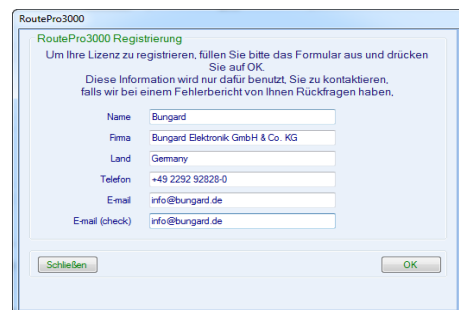 RoutePro3000
RoutePro3000 Registrierung
Um Ihre Lizenz zu registrieren, füllen Sie bitte das Formular aus und drücken
Sie auf OK.
Diese Information wird nur dafür benutzt, Sie zu kontaktieren,
falls wir bei einem Fehlerbericht von Ihnen Rückfragen haben,
Name Bungard
Firma Bungard Elektronik GmbH & Co. KG
Land Germany
Telefon +49 2292 92828-0
E-mail info@bungard.de
E-mail (check) info@bungard.de
Schließen OK